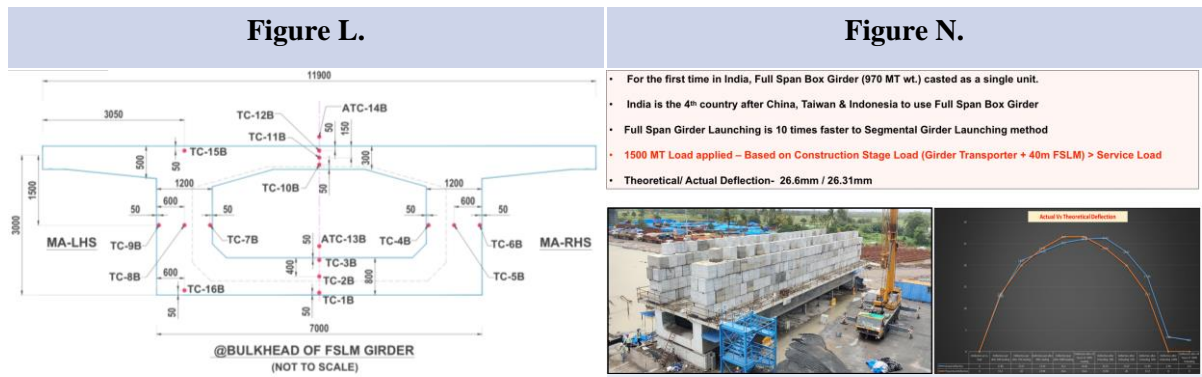 Figure L.
Figure N.
11900
3050
ATC-14B
TC-12B
TC-11B
50
150
50
TC-15B
500
300
TC-10B
50
1200
1200
3000
1500
600
50
50
50
50
50
MA-LHS
TC-9B
TC-7B
ATC-13B
TC-4B
TC-6B
MA-RHS
TC-8B
TC-3B
TC-5B
400
800
600
TC-2B
TC-16B
TC-1B
50
50
7000
@BULKHEAD OF FSLM GIRDER
(NOT TO SCALE)
• For the first time in India, Full Span Box Girder (970 MT wt.) casted as a single unit.
• India is the 4th country after China, Taiwan & Indonesia to use Full Span Box Girder
• Full Span Girder Launching is 10 times faster to Segmental Girder Launching method
• 1500 MT Load applied – Based on Construction Stage Load (Girder Transporter + 40m FSLM) > Service Load
• Theoretical/ Actual Deflection- 26.6mm / 26.31mm
Actual Vs Theoretical Deflection